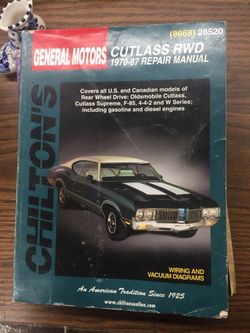 (8668) 28520
GENERAL MOTORS
CUTLASS RWD
1970-87 REPAIR MANUAL
Covers all U.S. and Canadian models of
Rear Wheel Drive: Oldsmobile Cutlass,
Cutlass Supreme, F-85, 4-4-2 and W Series;
including gasoline and diesel engines
CHILTON'S
WIRING AND
VACUUM DIAGRAMS
An American Tradition Since 1925
www.chiltonsonline.com